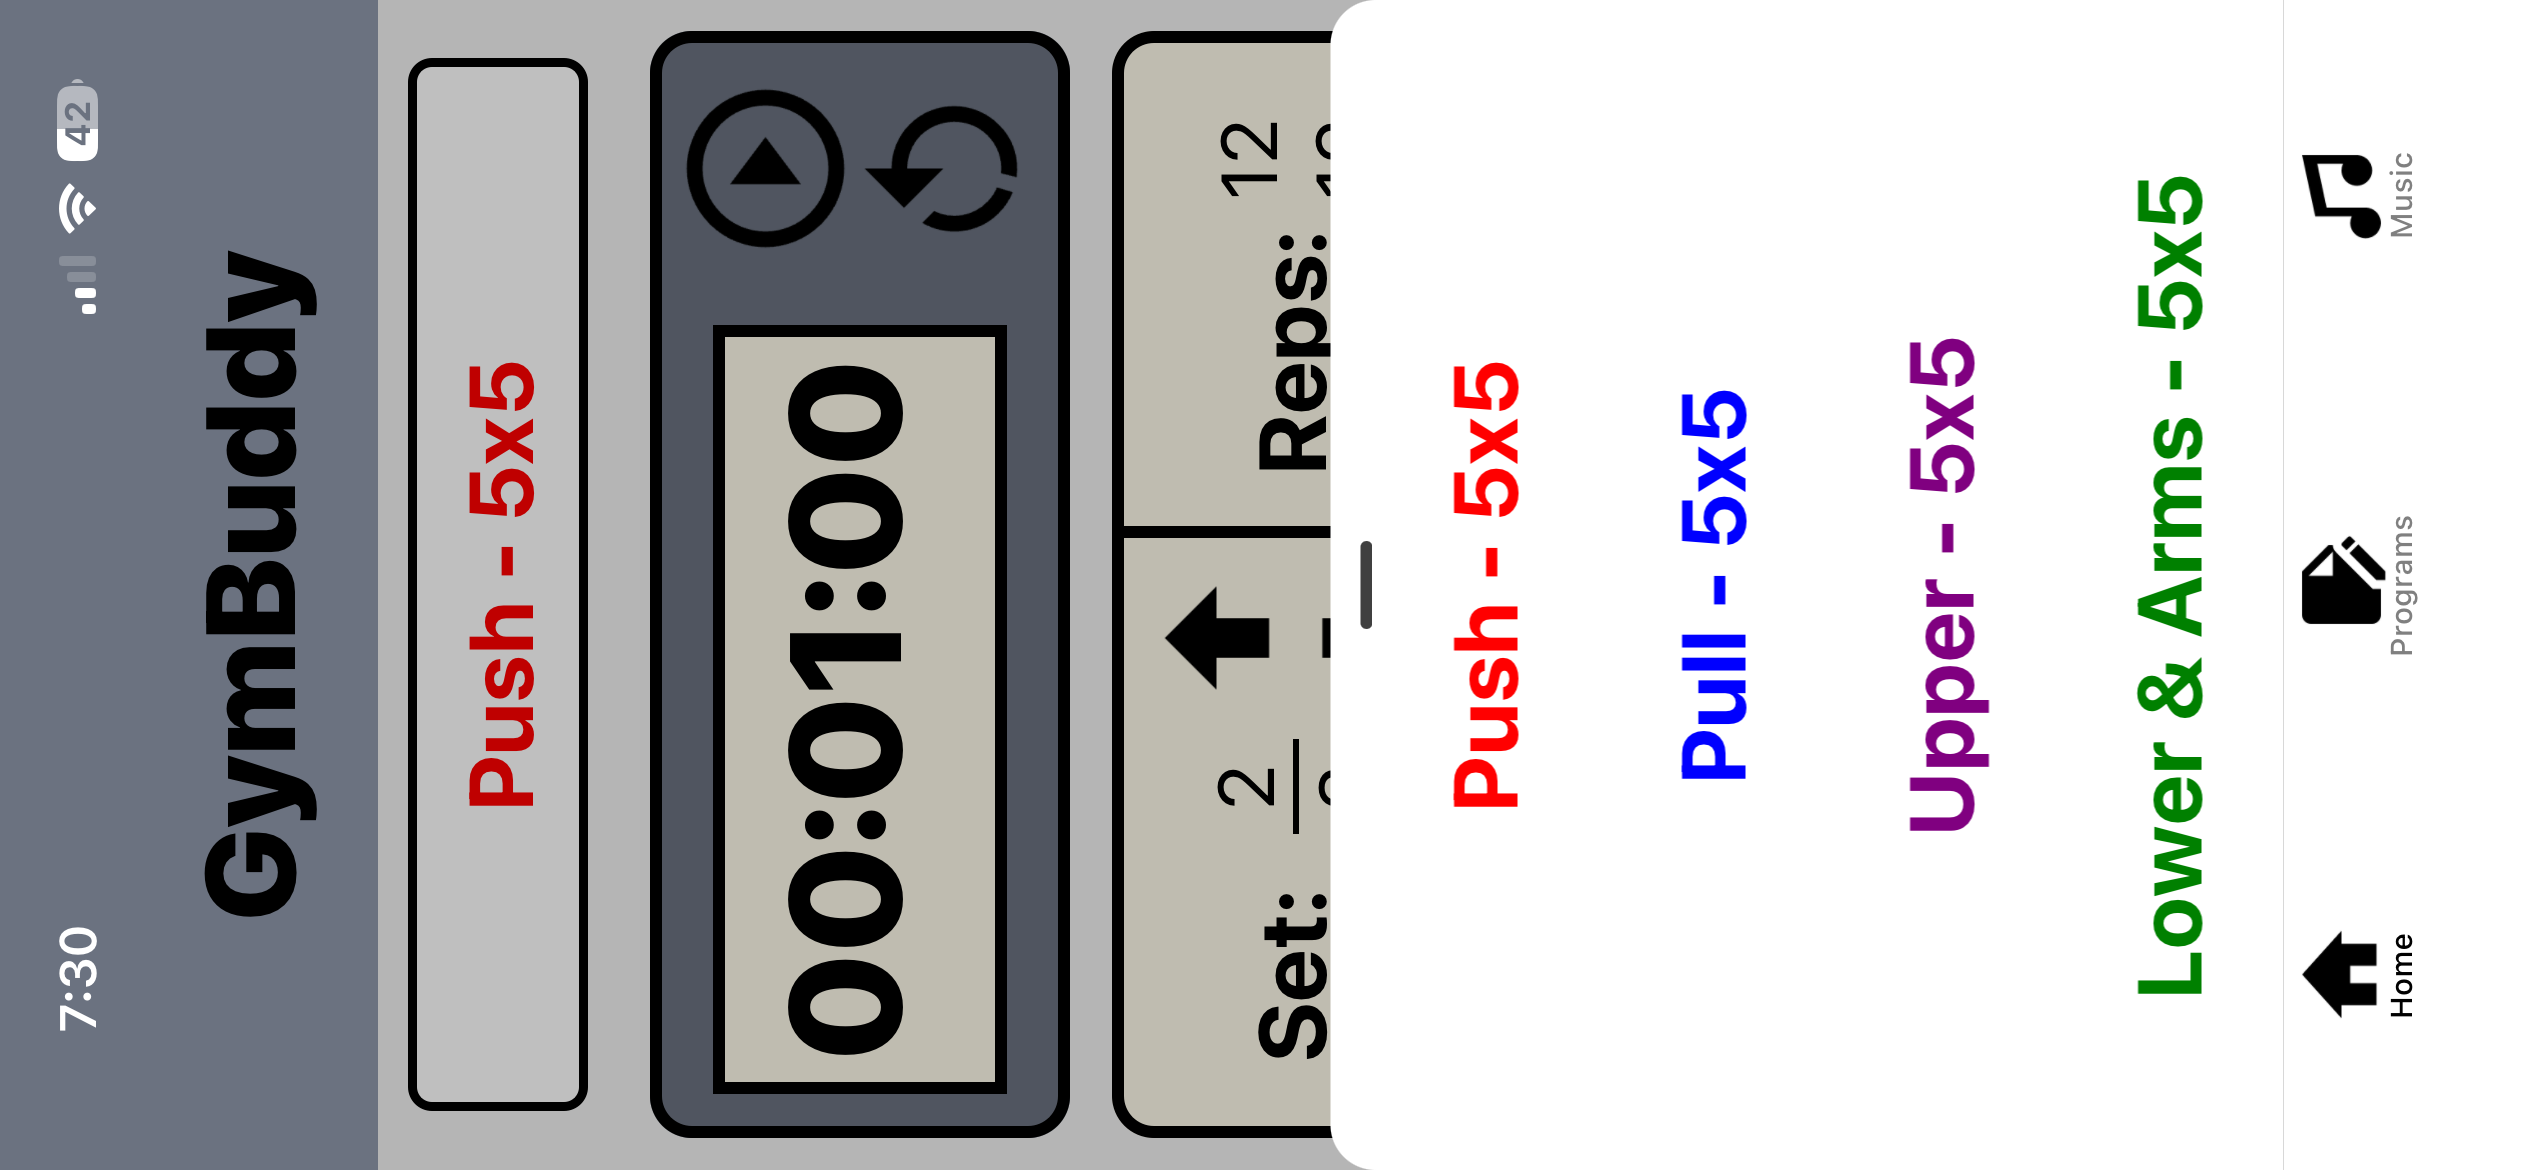 7:30
42
GymBuddy
Push - 5x5
00:01:00
Set:
2
Reps:
12
Push - 5x5
Pull - 5x5
Upper - 5x5
Lower & Arms - 5x5
Home
Programs
Music